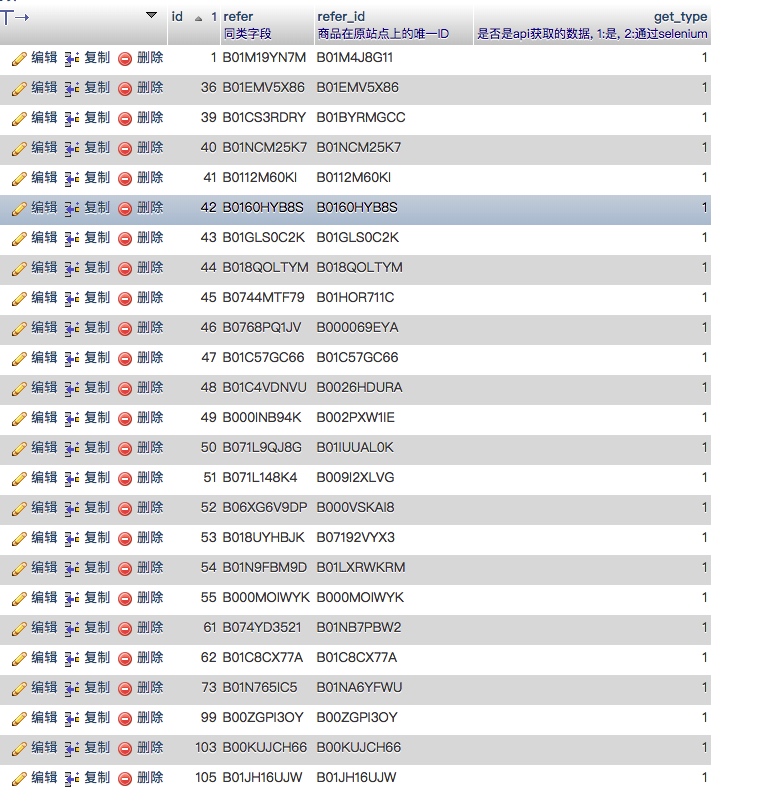 id 1 refer refer_id get_type
同类字段 商品在原站点上的唯一ID 是否是api获取的数据, 1:是, 2:通过selenium
编辑 复制 删除 1 B01M19YN7M B01M4J8G11 1
编辑 复制 删除 36 B01EMV5X86 B01EMV5X86 1
编辑 复制 删除 39 B01CS3RDRY B01BYRMGCC 1
编辑 复制 删除 40 B01NCM25K7 B01NCM25K7 1
编辑 复制 删除 41 B0112M60KI B0112M60KI 1
编辑 复制 删除 42 B0160HYB8S B0160HYB8S 1
编辑 复制 删除 43 B01GLS0C2K B01GLS0C2K 1
编辑 复制 删除 44 B018QOLTYM B018QOLTYM 1
编辑 复制 删除 45 B0744MTF79 B01HOR711C 1
编辑 复制 删除 46 B0768PQ1JV B000069EYA 1
编辑 复制 删除 47 B01C57GC66 B01C57GC66 1
编辑 复制 删除 48 B01C4VDNVU B0026HDURA 1
编辑 复制 删除 49 B000INB94K B002PXW1IE 1
编辑 复制 删除 50 B071L9QJ8G B01IUUAL0K 1
编辑 复制 删除 51 B071L148K4 B009I2XLVG 1
编辑 复制 删除 52 B06XG6V9DP B000VSKAI8 1
编辑 复制 删除 53 B018UYHBJK B07192VYX3 1
编辑 复制 删除 54 B01N9FBM9D B01LXRWKRM 1
编辑 复制 删除 55 B000MOIWYK B000MOIWYK 1
编辑 复制 删除 61 B074YD3521 B01NB7PBW2 1
编辑 复制 删除 62 B01C8CX77A B01C8CX77A 1
编辑 复制 删除 73 B01N765IC5 B01NA6YFWU 1
编辑 复制 删除 99 B00ZGPI3OY B00ZGPI3OY 1
编辑 复制 删除 103 B00KUJCH66 B00KUJCH66 1
编辑 复制 删除 105 B01JH16UJW B01JH16UJW 1